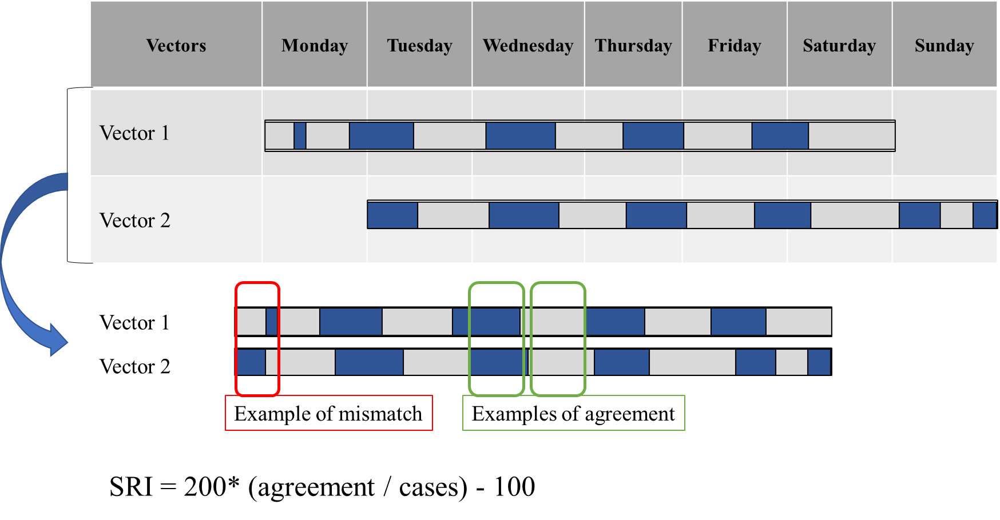 Vectors Monday Tuesday Wednesday Thursday Friday Saturday Sunday
Vector 1
Vector 2
Vector 1
Vector 2
Example of mismatch Examples of agreement
SRI = 200* (agreement / cases) - 100